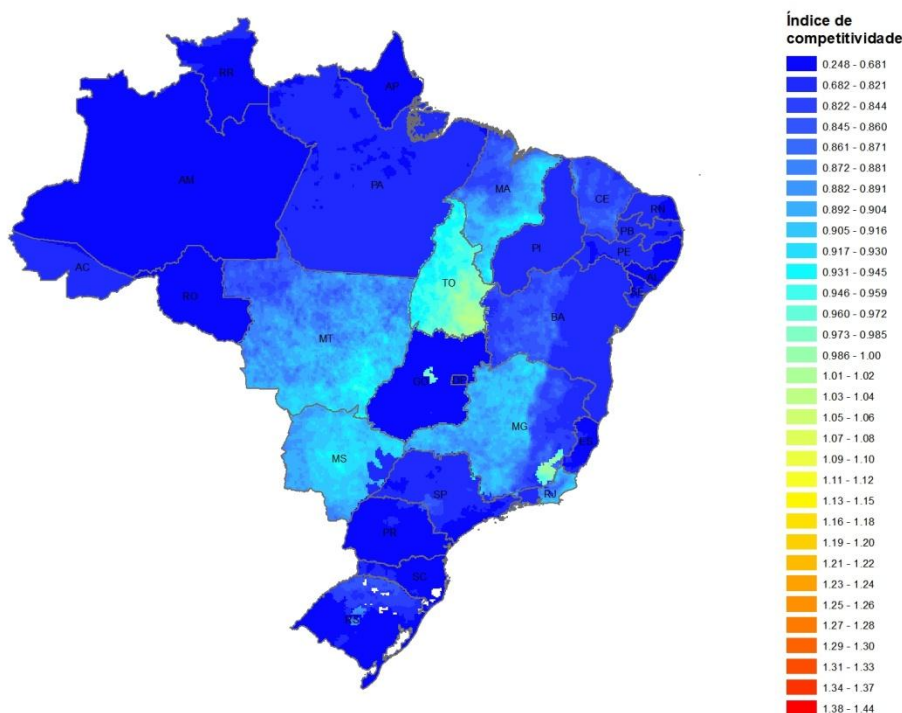 Índice de
competitividade
0.248 - 0.681
0.682 - 0.821
0.822 - 0.844
0.845 - 0.860
0.861 - 0.871
0.872 - 0.881
0.882 - 0.891
0.892 - 0.904
0.905 - 0.916
0.917 - 0.930
0.931 - 0.945
0.946 - 0.959
0.960 - 0.972
0.973 - 0.985
0.986 - 1.00
1.01 - 1.02
1.03 - 1.04
1.05 - 1.06
1.07 - 1.08
1.09 - 1.10
1.11 - 1.12
1.13 - 1.15
1.16 - 1.18
1.19 - 1.20
1.21 - 1.22
1.23 - 1.24
1.25 - 1.26
1.27 - 1.28
1.29 - 1.30
1.31 - 1.33
1.34 - 1.37
1.38 - 1.44
RR
AP
AM
PA
MA
CE
RN
PB
PE
PI
AC
AL
SE
TO
RO
BA
MT
GO
MG
ES
MS
SP
RJ
PR
SC
RS